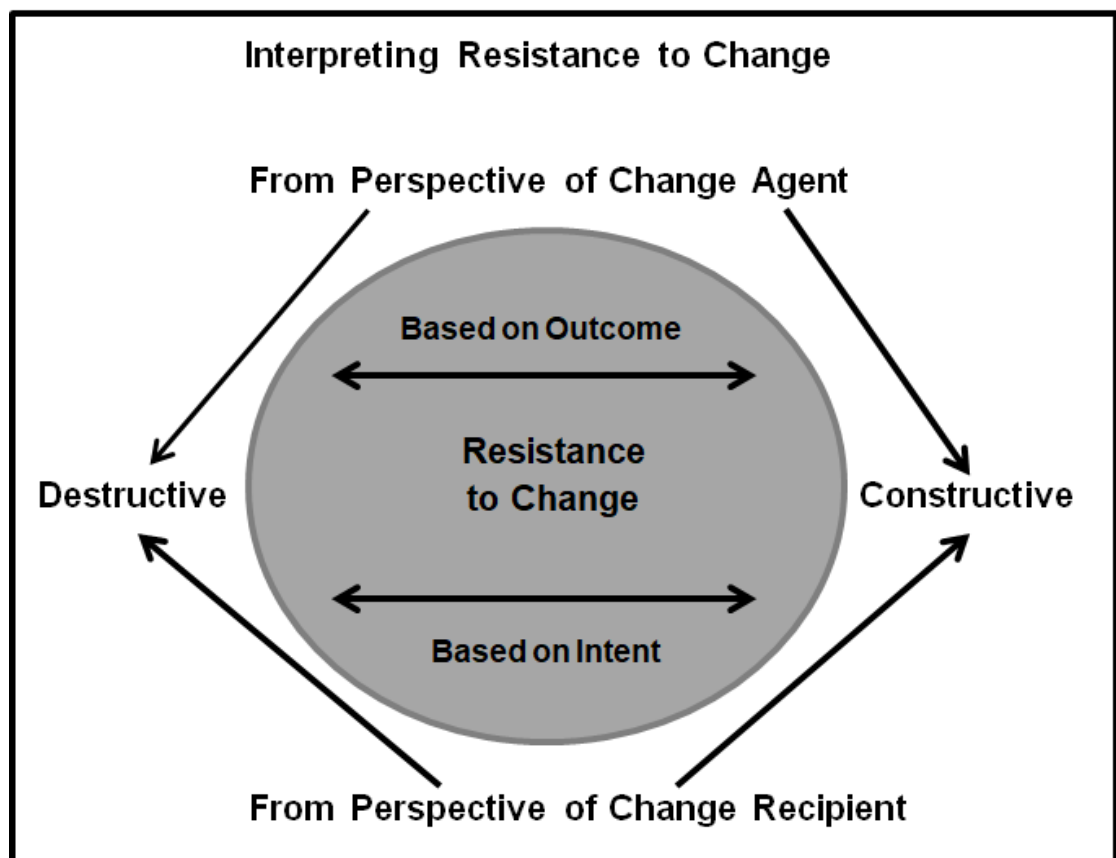 Interpreting Resistance to Change
From Perspective of Change Agent
Based on Outcome
Resistance
to Change
Destructive
Constructive
Based on Intent
From Perspective of Change Recipient